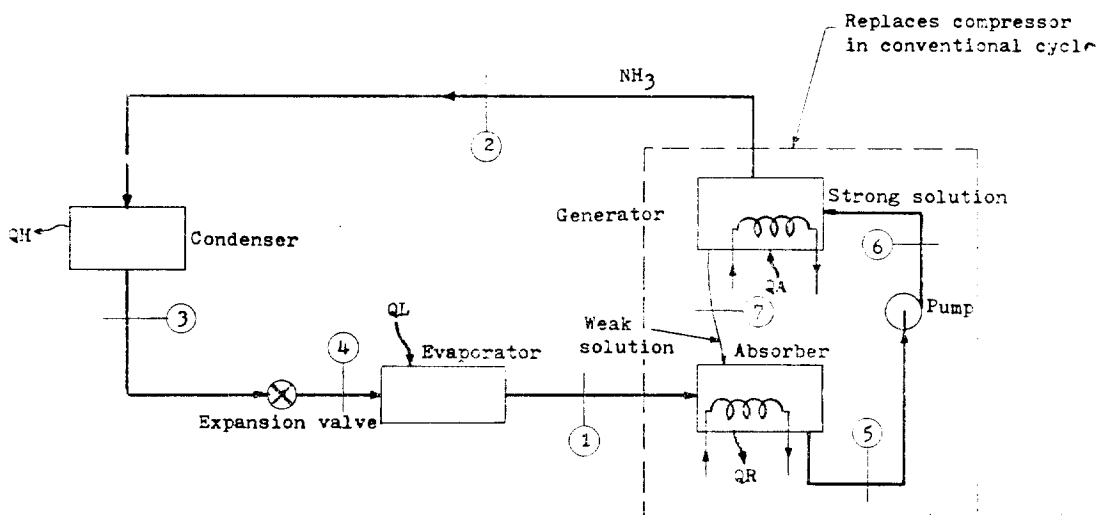 Replaces compressor
in conventional cycle
NH3
2
Generator
Strong solution
QH
Condenser
6
QA
3
7
Pump
QL
4
Evaporator
Weak
solution
Absorber
Expansion valve
1
5
QR